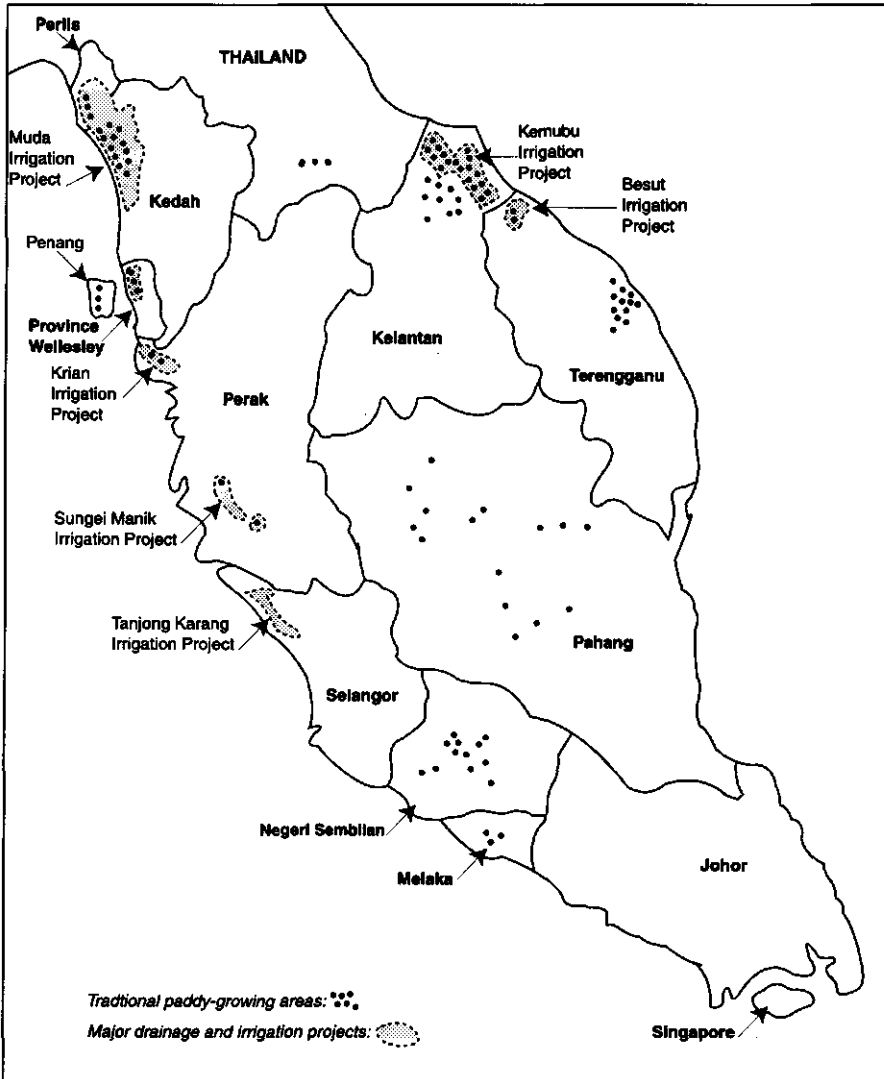 Perlis
THAILAND
Muda
Irrigation
Project
Kemubu
Irrigation
Project
Besut
Irrigation
Project
Kedah
Penang
Province
Wellesley
Krian
Irrigation
Project
Kelantan
Terengganu
Perak
Sungei Manik
Irrigation Project
Tanjong Karang
Irrigation Project
Pahang
Selangor
Negeri Sembilan
Melaka
Johor
Tradtional paddy-growing areas:
Major drainage and irrigation projects:
Singapore